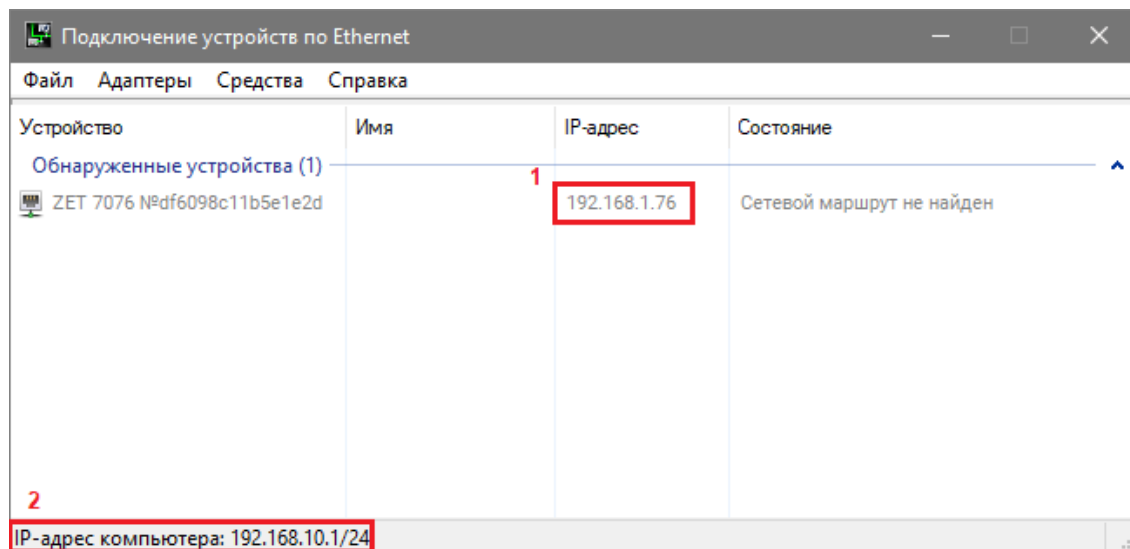 Подключение устройств по Ethernet
Файл Адаптеры Средства Справка
Устройство Имя IP-адрес Состояние
Обнаруженные устройства (1)
1
ZET 7076 №df6098c11b5e1e2d 192.168.1.76 Сетевой маршрут не найден
2
IP-адрес компьютера: 192.168.10.1/24